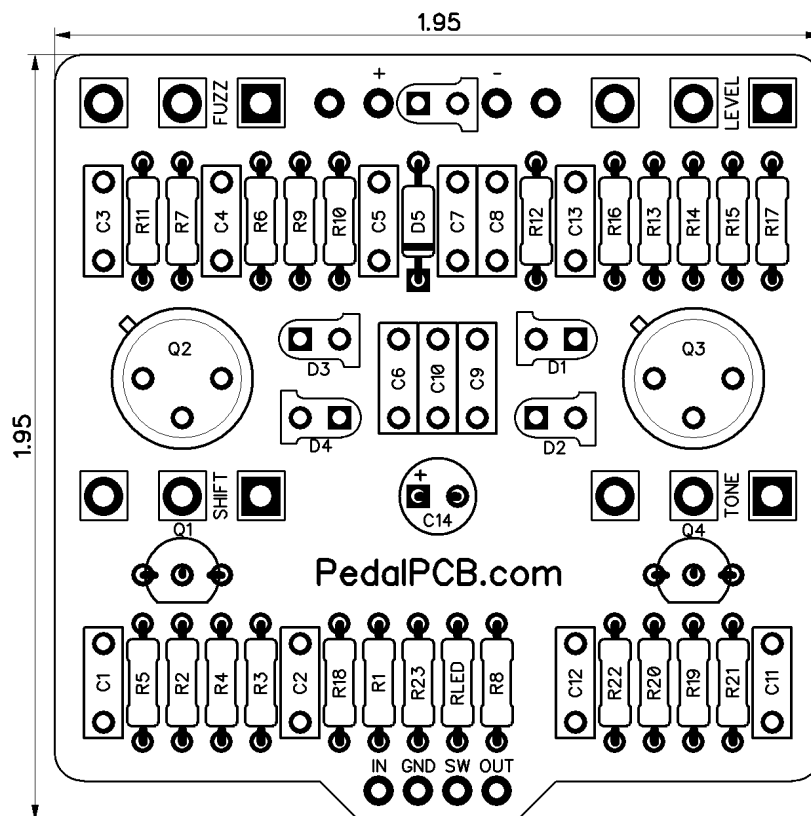 1.95
1.95
FUZZ
+
-
LEVEL
C3
R11
R7
C4
R6
R9
R10
C5
D5
C7
C8
R12
C13
R16
R13
R14
R15
R17
Q2
D3
C6
C10
C9
D1
Q3
D4
D2
SHIFT
+
C14
TONE
Q1
Q4
PedalPCB.com
C1
R5
R2
R4
R3
C2
R18
R1
R23
RLED
R8
C12
R22
R20
R19
R21
C11
IN GND SW OUT